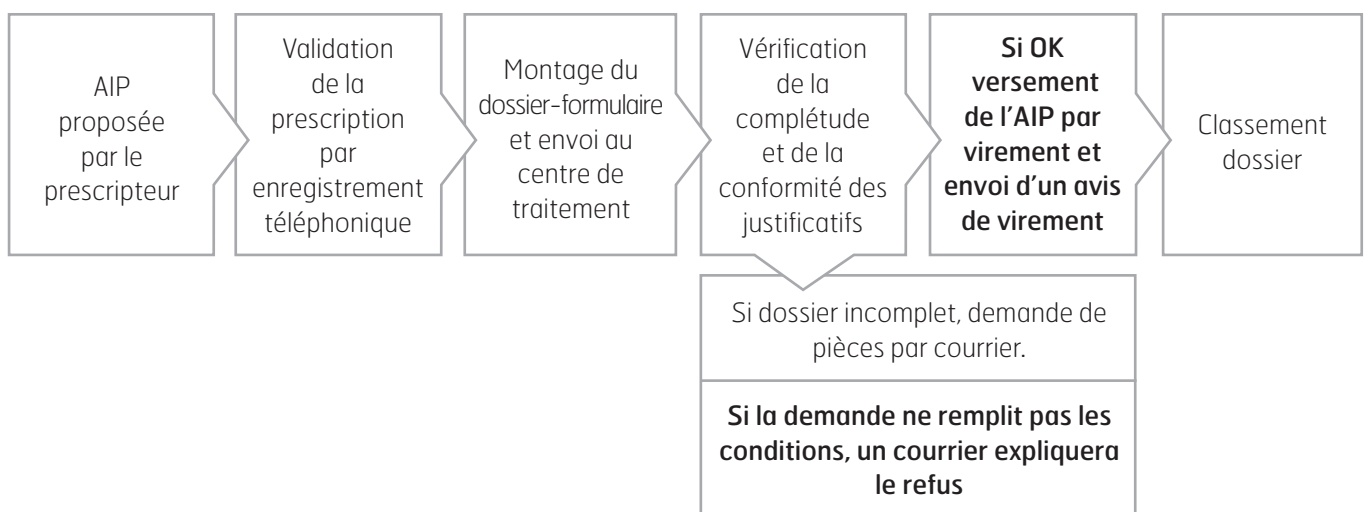 AIP
proposée
par le
prescripteur
Validation
de la
prescription
par
enregistrement
téléphonique
Montage du
dossier-formulaire
et envoi au
centre de
traitement
Vérification
de la
complétude
et de la
conformité des
justificatifs
Si OK
versement
de l'AIP par
virement et
envoi d'un avis
de virement
Classement
dossier
Si dossier incomplet, demande de
pièces par courrier.
Si la demande ne remplit pas les
conditions, un courrier expliquera
le refus